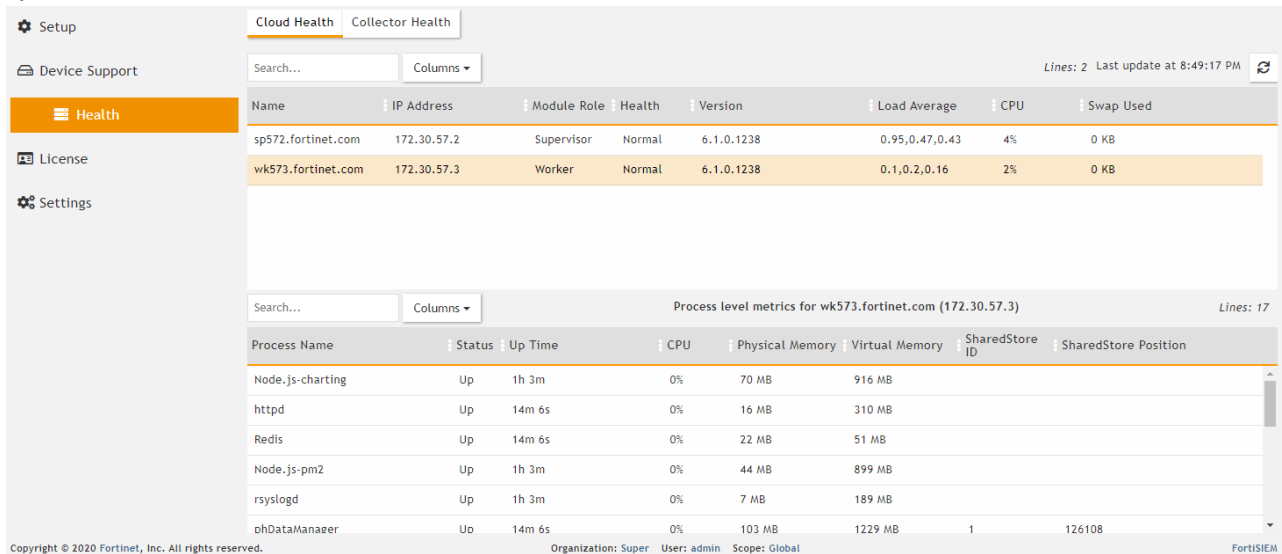 Setup
Device Support
Health
License
Settings
Cloud Health Collector Health
Search... Columns Lines: 2 Last update at 8:49:17 PM
Name IP Address Module Role Health Version Load Average CPU Swap Used
sp572.fortinet.com 172.30.57.2 Supervisor Normal 6.1.0.1238 0.95,0.47,0.43 4% 0 KB
wk573.fortinet.com 172.30.57.3 Worker Normal 6.1.0.1238 0.1,0.2,0.16 2% 0 KB
Search... Columns Process level metrics for wk573.fortinet.com (172.30.57.3) Lines: 17
Process Name Status Up Time CPU Physical Memory Virtual Memory SharedStore ID SharedStore Position
Node.js-charting Up 1h 3m 0% 70 MB 916 MB
httpd Up 14m 6s 0% 16 MB 310 MB
Redis Up 14m 6s 0% 22 MB 51 MB
Node.js-pm2 Up 1h 3m 0% 44 MB 899 MB
rsyslogd Up 1h 3m 0% 7 MB 189 MB
phDataManager Up 14m 6s 0% 103 MB 1229 MB 1 126108
Copyright © 2020 Fortinet, Inc. All rights reserved. Organization: Super User: admin Scope: Global FortiSIEM